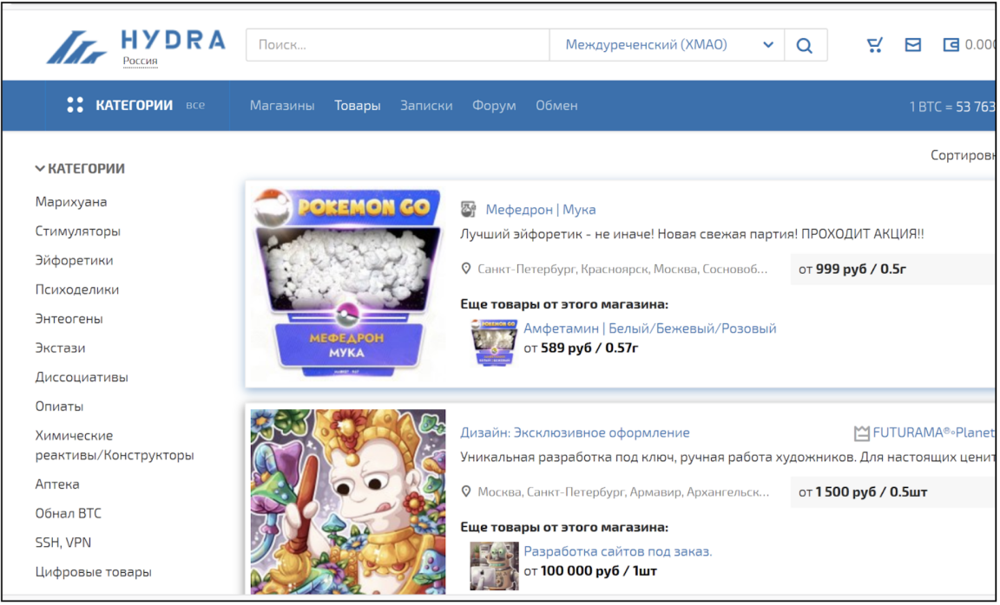 HYDRA
Россия
Поиск...
Междуреченский (ХМАО)
0.000
КАТЕГОРИИ все
Магазины Товары Записки Форум Обмен
1 BTC = 53 763
Сортировк
КАТЕГОРИИ
Марихуана
Стимуляторы
Эйфоретики
Психоделики
Энтеогены
Экстази
Диссоциативы
Опиаты
Химические
реактивы/Конструкторы
Аптека
Обнал BTC
SSH, VPN
Цифровые товары
POKEMON GO
МЕФЕДРОН
МУКА
Мефедрон | Мука
Лучший эйфоретик - не иначе! Новая свежая партия! ПРОХОДИТ АКЦИЯ!!
Санкт-Петербург, Красноярск, Москва, Сосновоб...
от 999 руб / 0.5г
Еще товары от этого магазина:
POKEMON GO
Амфетамин | Белый/Бежевый/Розовый
от 589 руб / 0.57г
Дизайн: Эксклюзивное оформление
FUTURAMA®∘Planet
Уникальная разработка под ключ, ручная работа художников. Для настоящих ценит
Москва, Санкт-Петербург, Армавир, Архангельск...
от 1 500 руб / 0.5шт
Еще товары от этого магазина:
Разработка сайтов под заказ.
от 100 000 руб / 1шт